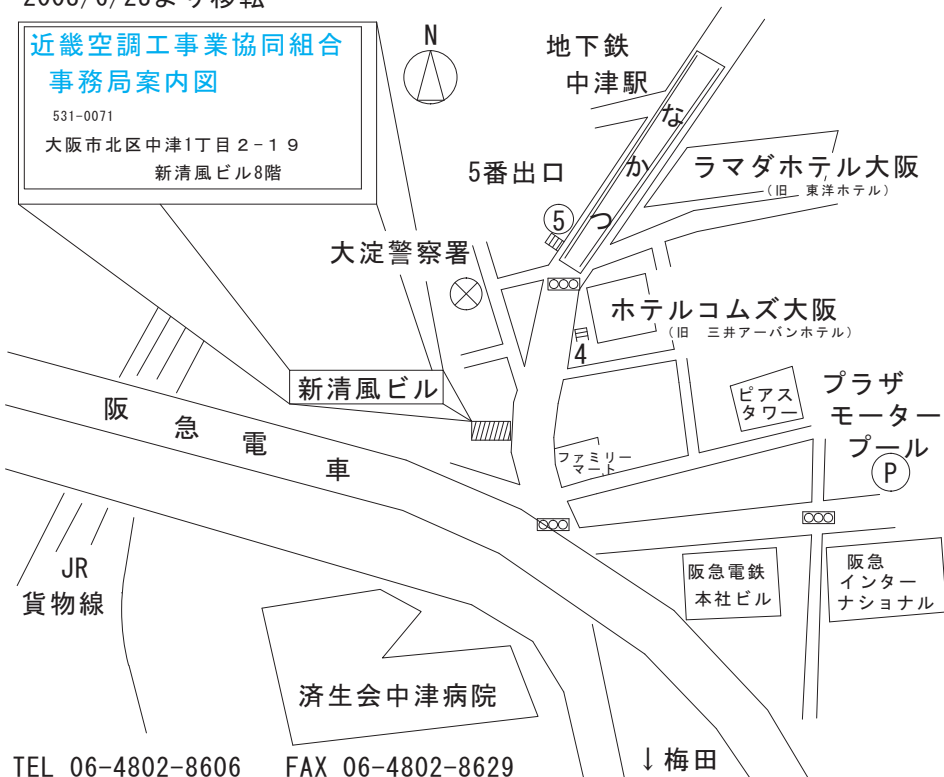 近畿空調工事業協同組合
事務局案内図
531-0071
大阪市北区中津1丁目２-１９
新清風ビル8階
N
地下鉄
中津駅
なかつ
5番出口
5
ラマダホテル大阪
（旧　東洋ホテル）
大淀警察署
ホテルコムズ大阪
（旧　三井アーバンホテル）
4
新清風ビル
阪急電車
ピアス
タワー
プラザ
モーター
プール
P
ファミリー
マート
JR
貨物線
阪急電鉄
本社ビル
阪急
インター
ナショナル
済生会中津病院
↓梅田
TEL 06-4802-8606　FAX 06-4802-8629